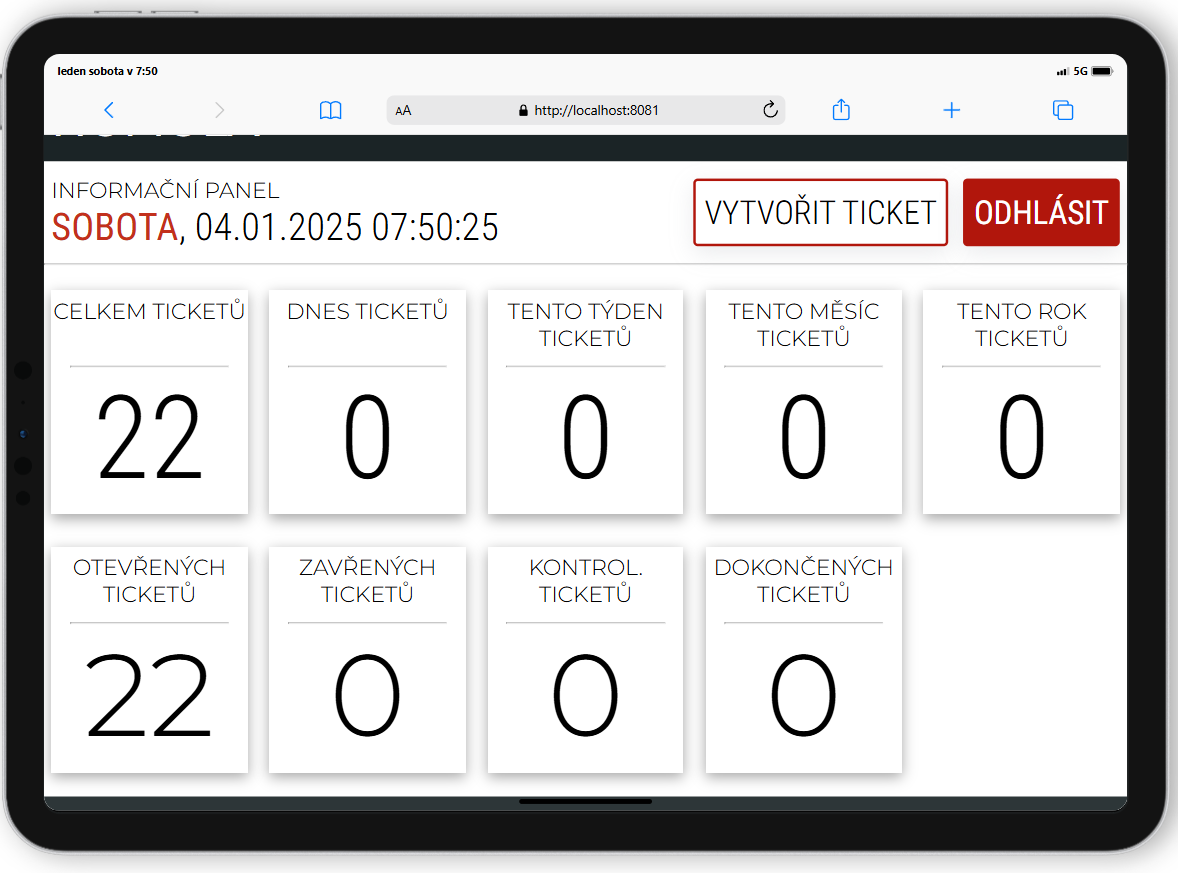 leden sobota v 7:50
5G
AA
http://localhost:8081
INFORMAČNÍ PANEL
SOBOTA, 04.01.2025 07:50:25
VYTVOŘIT TICKET
ODHLÁSIT
CELKEM TICKETŮ
22
DNES TICKETŮ
0
TENTO TÝDEN
TICKETŮ
0
TENTO MĚSÍC
TICKETŮ
0
TENTO ROK
TICKETŮ
0
OTEVŘENÝCH
TICKETŮ
22
ZAVŘENÝCH
TICKETŮ
0
KONTROL.
TICKETŮ
0
DOKONČENÝCH
TICKETŮ
0